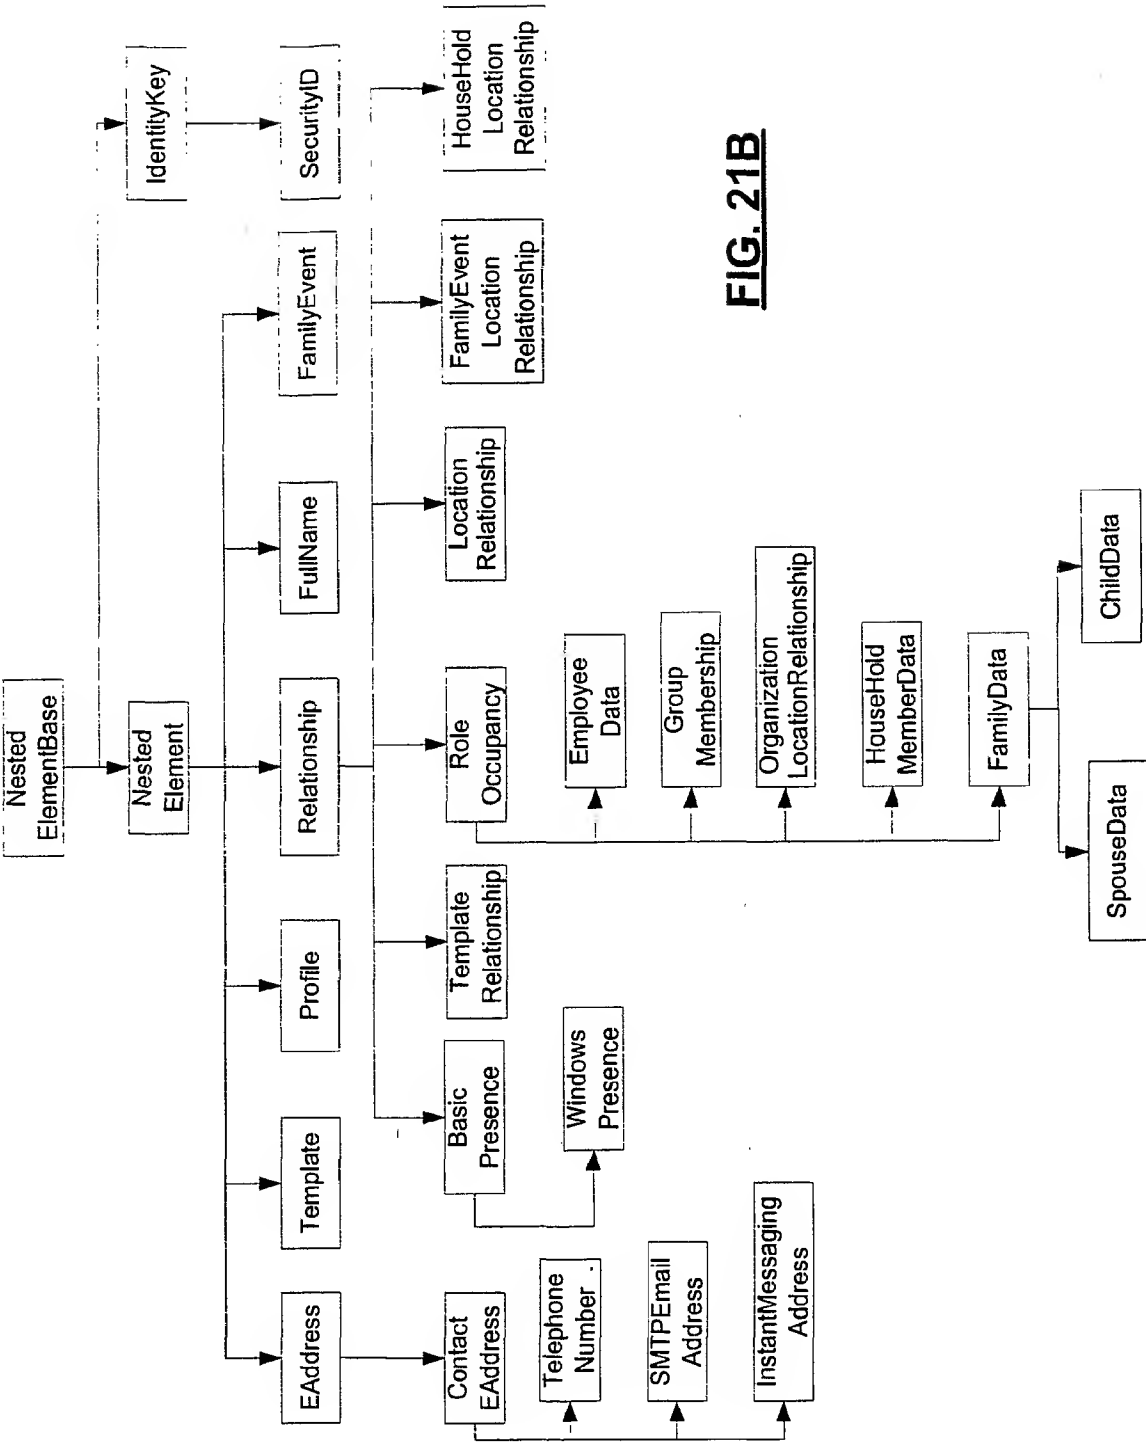 Nested
ElementBase
Nested
Element
IdentityKey
EAddress
Template
Profile
Relationship
FullName
FamilyEvent
SecurityID
Contact
EAddress
Basic
Presence
Template
Relationship
Role
Occupancy
Location
Relationship
FamilyEvent
Location
Relationship
HouseHold
Location
Relationship
Telephone
Number
SMTPEmail
Address
InstantMessaging
Address
Windows
Presence
Employee
Data
Group
Membership
Organization
LocationRelationship
HouseHold
MemberData
FamilyData
SpouseData
ChildData
FIG. 21B